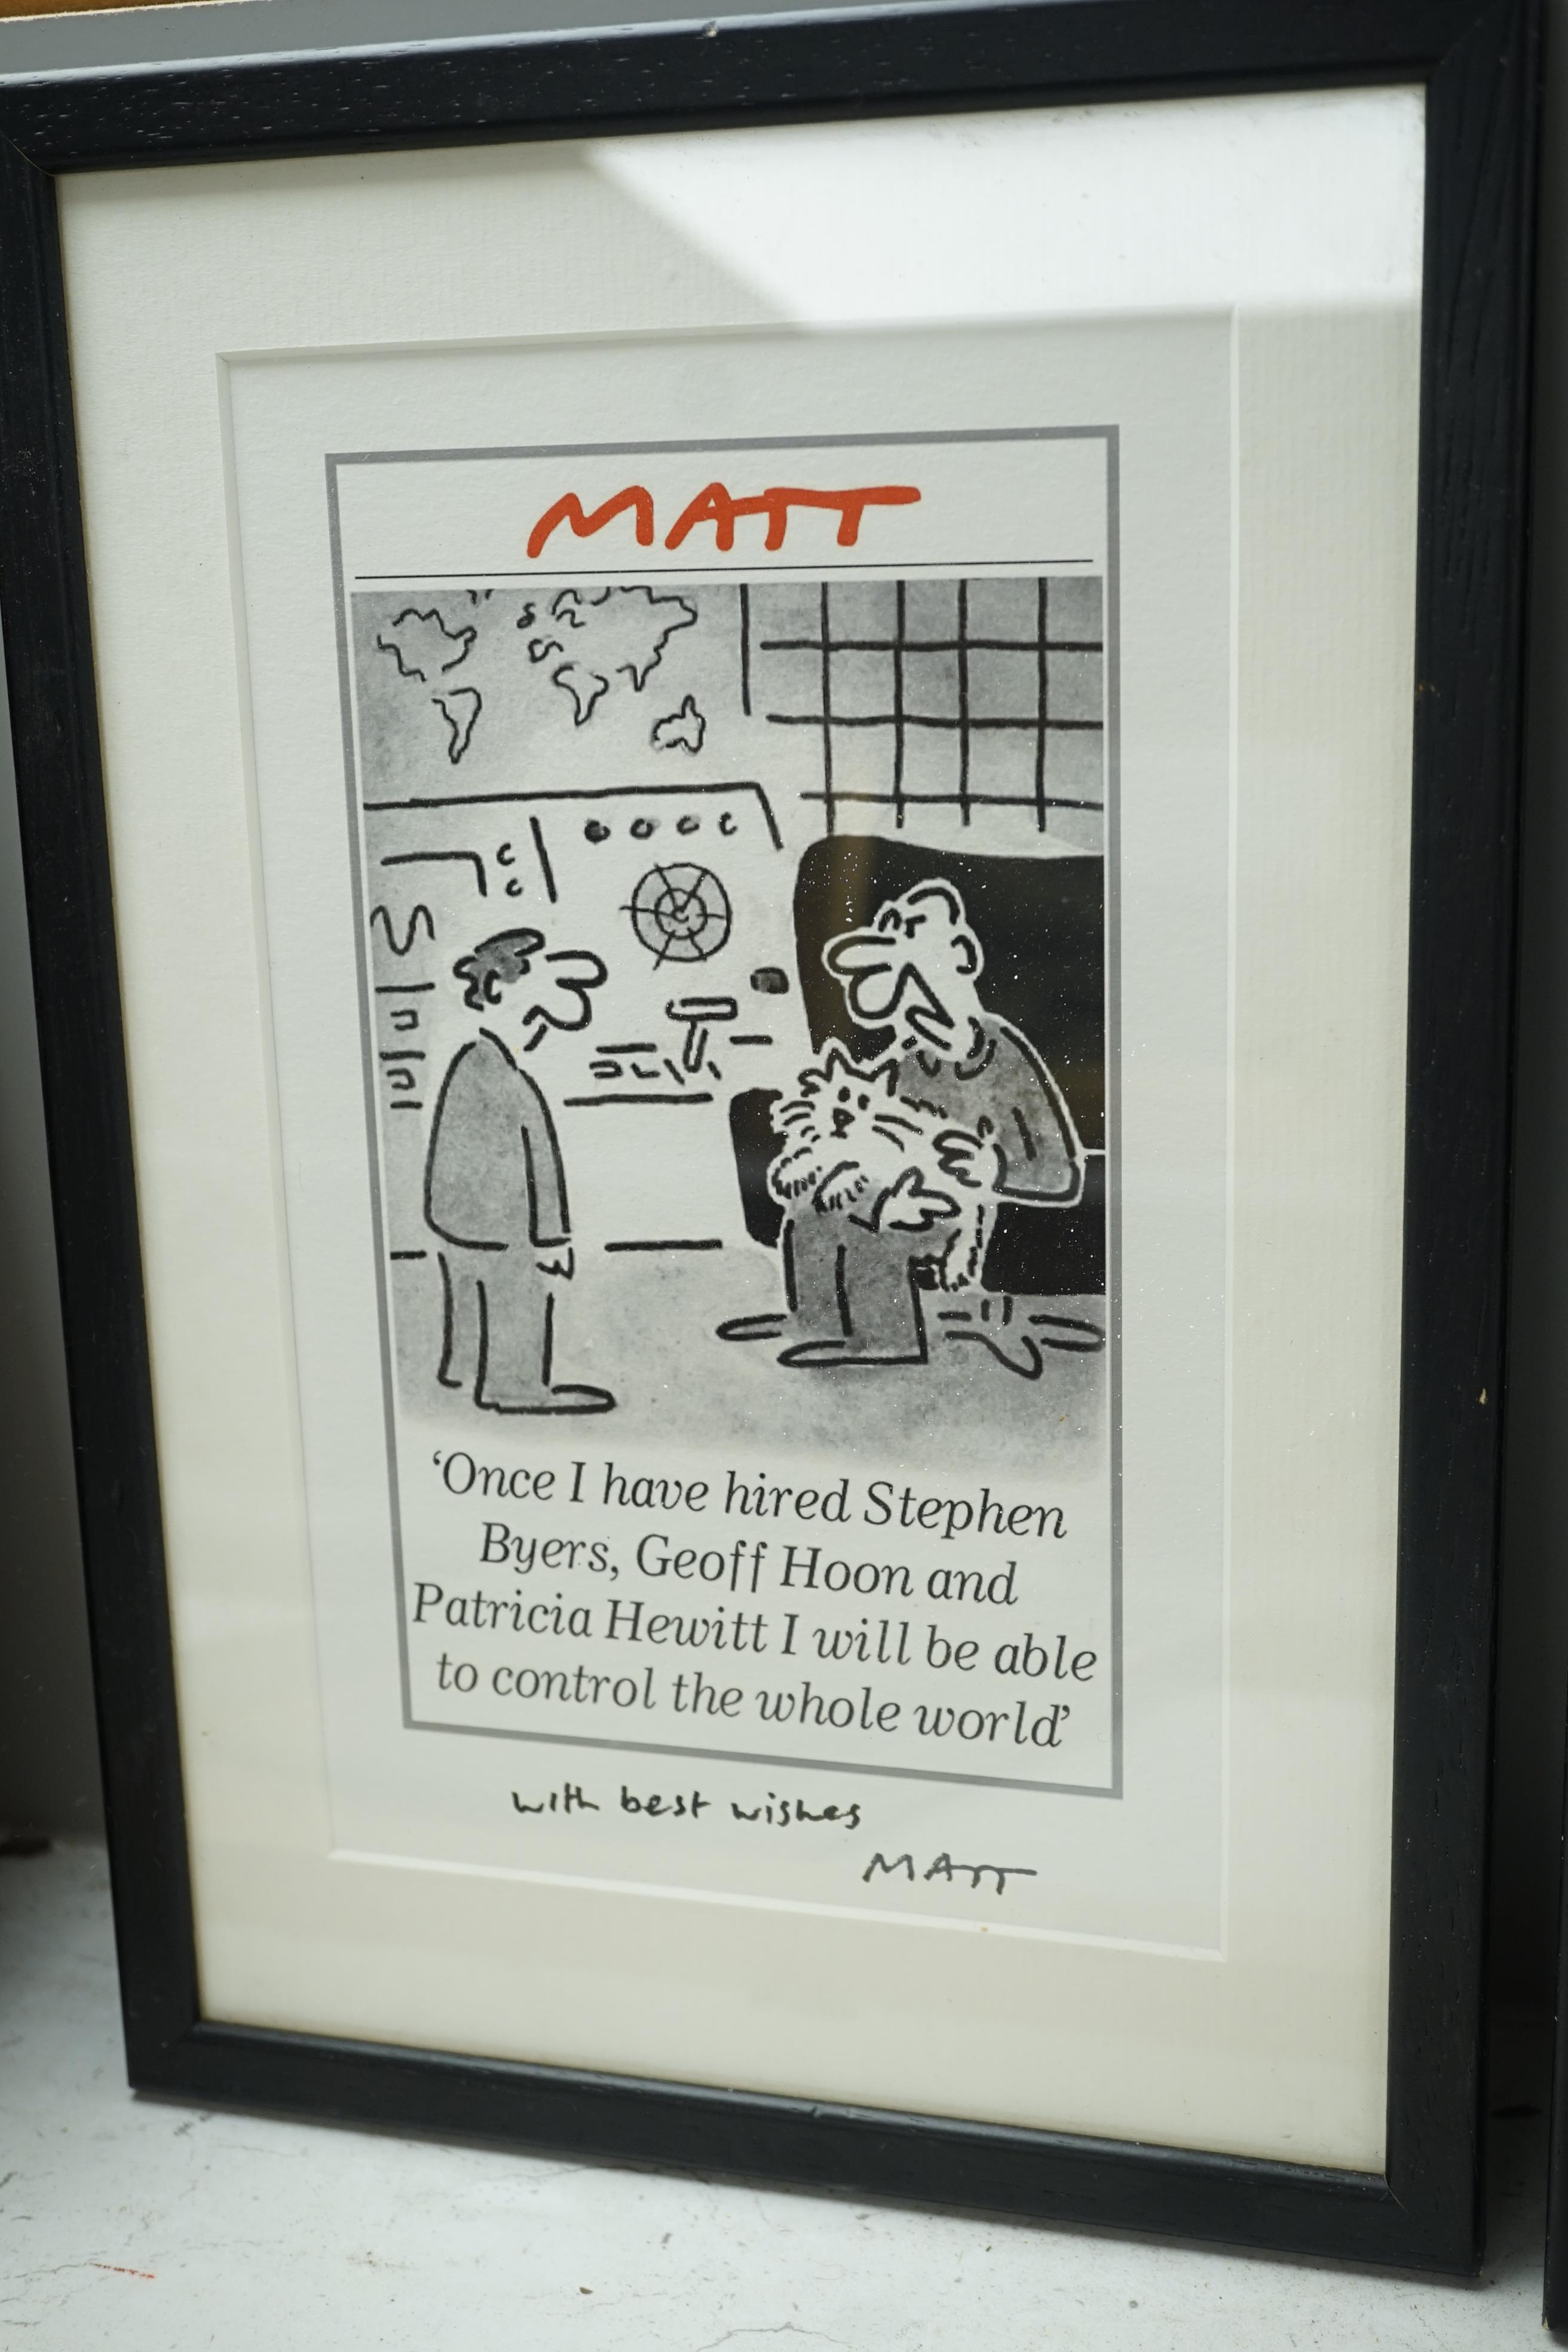 MATT
‘Once I have hired Stephen
Byers, Geoff Hoon and
Patricia Hewitt I will be able
to control the whole world’
with best wishes
MATT